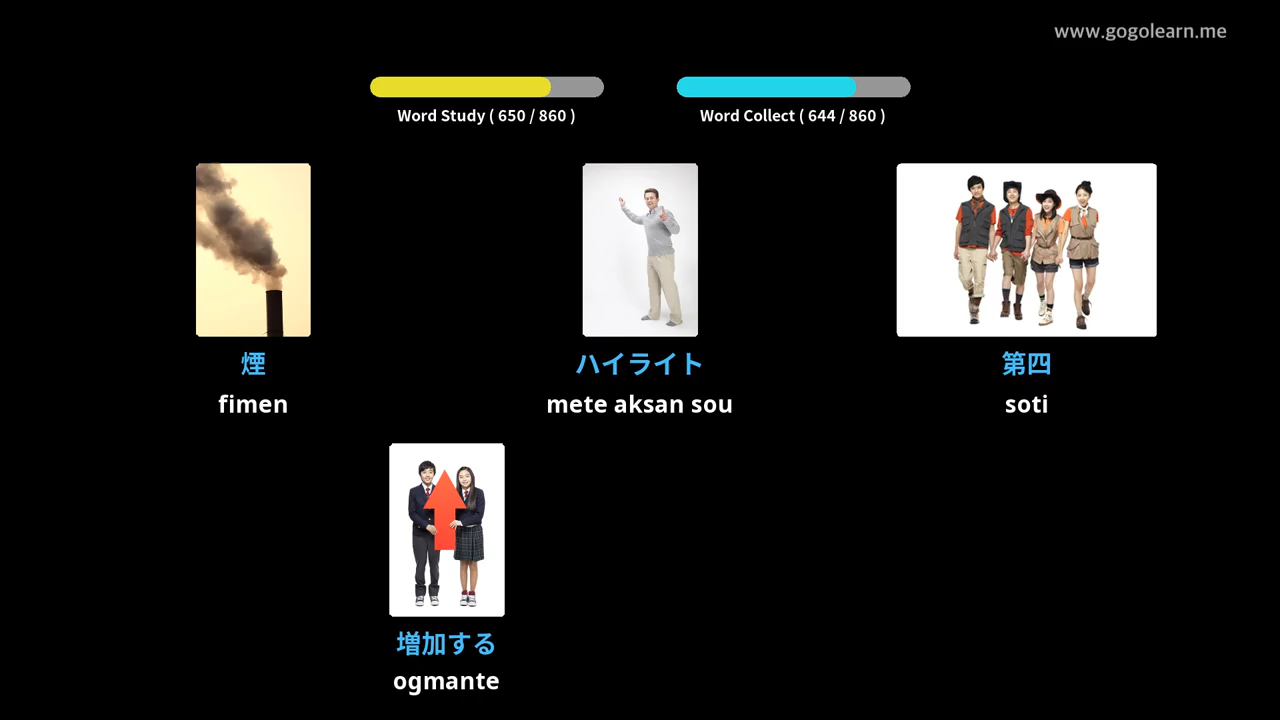 www.gogolearn.me
Word Study ( 650 / 860 )
Word Collect ( 644 / 860 )
煙
fimen
ハイライト
mete aksan sou
第四
soti
増加する
ogmante